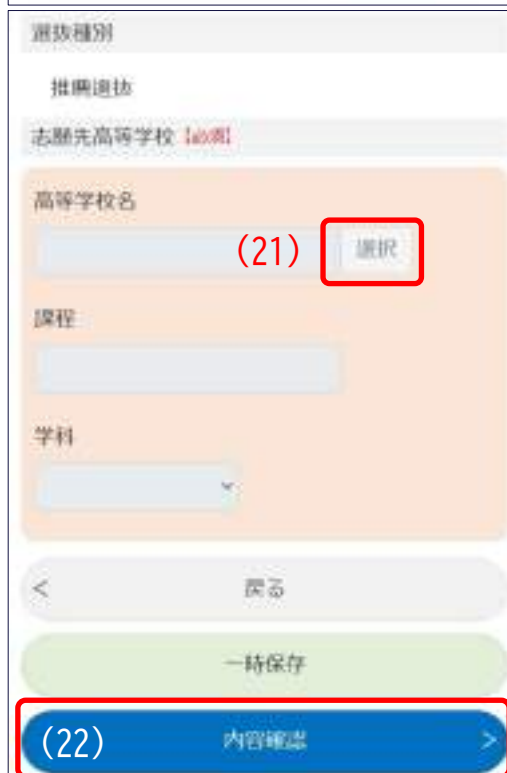 選抜種別
推薦選抜
志願先高等学校【必須】
高等学校名
(21) 選択
課程
学科
< 戻る
一時保存
(22) 内容確認 >